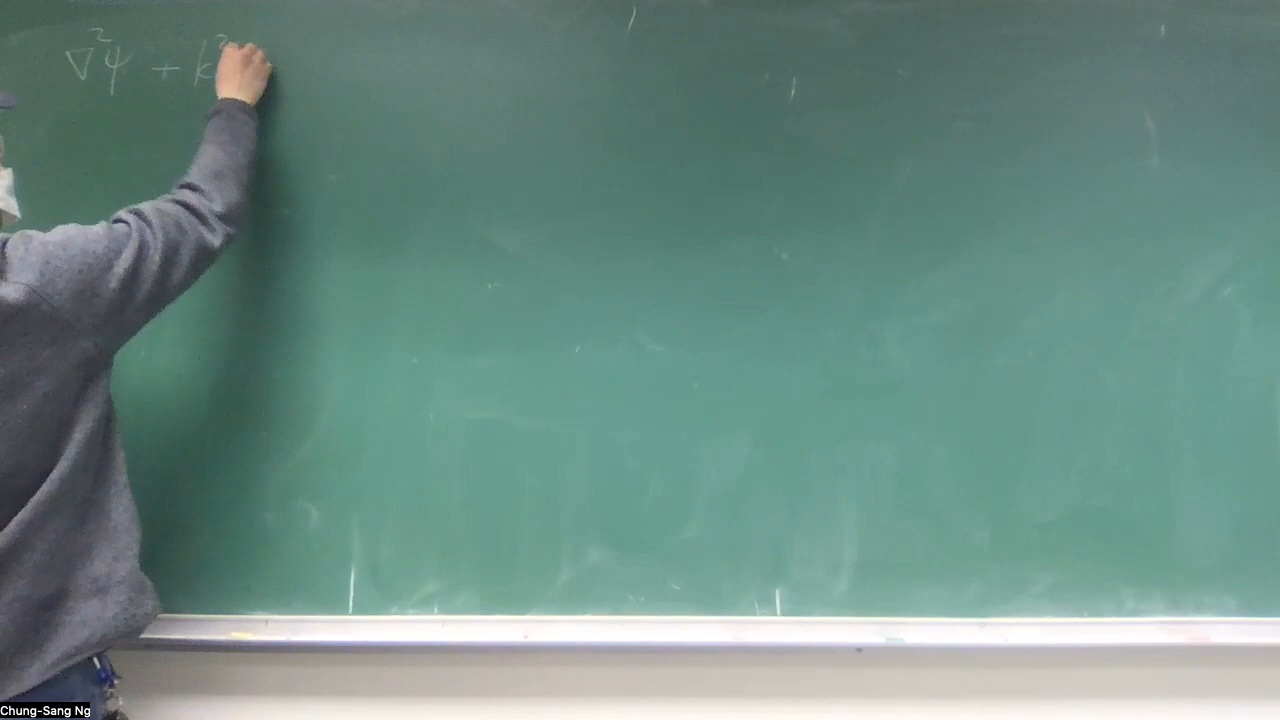 ∇²ψ + k²
Chung-Sang Ng